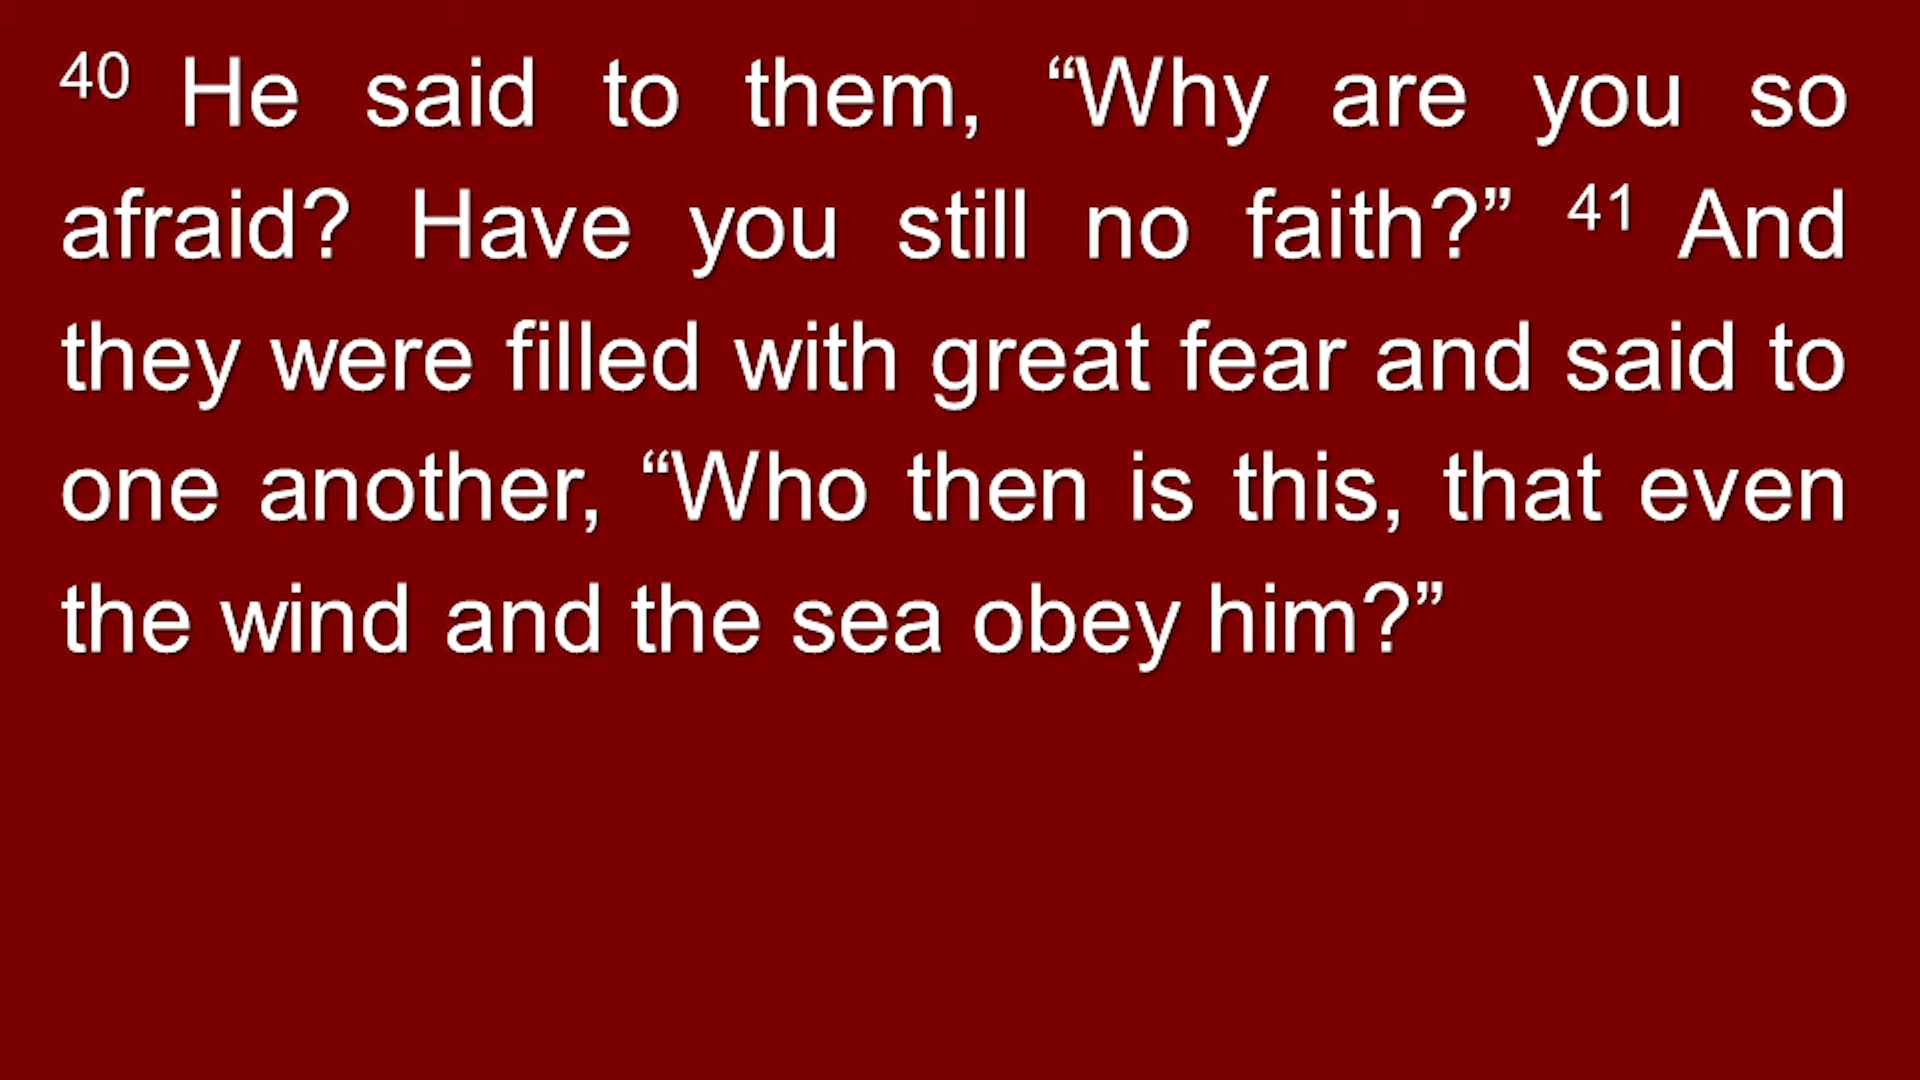 40 He said to them, “Why are you so
afraid? Have you still no faith?” 41 And
they were filled with great fear and said to
one another, “Who then is this, that even
the wind and the sea obey him?”